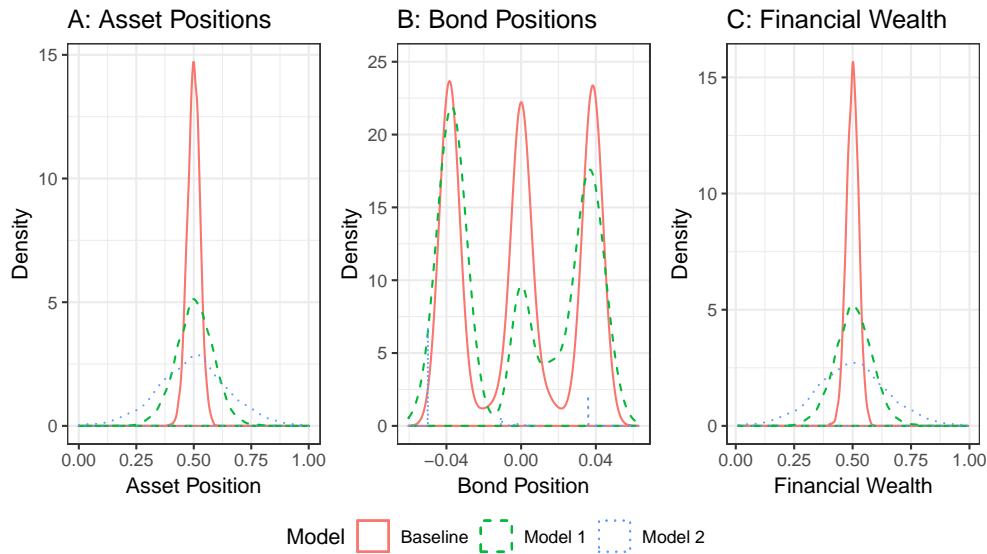 A: Asset Positions
B: Bond Positions
C: Financial Wealth
Density
15
10
5
0
0.00 0.25 0.50 0.75 1.00
Asset Position
Density
25
20
15
10
5
0
−0.04 0.00 0.04
Bond Position
Density
15
10
5
0
0.00 0.25 0.50 0.75 1.00
Financial Wealth
Model Baseline Model 1 Model 2